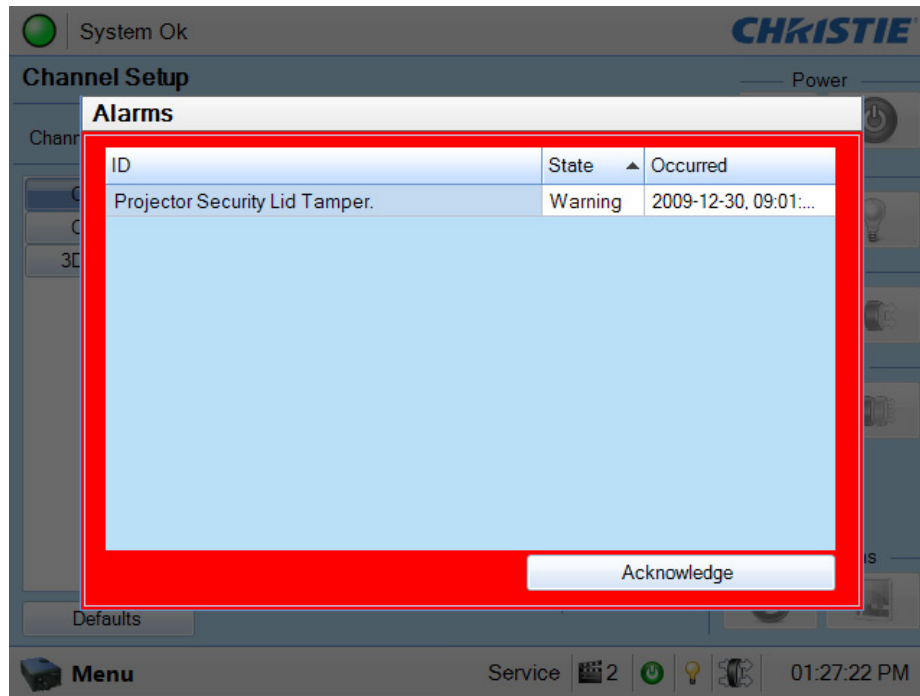 System Ok
CHRISTIE
Channel Setup
Power
Alarms
Chann
ID State Occurred
Projector Security Lid Tamper. Warning 2009-12-30, 09:01:...
C
C
3D
Acknowledge
ns
Defaults
Menu Service 2 01:27:22 PM